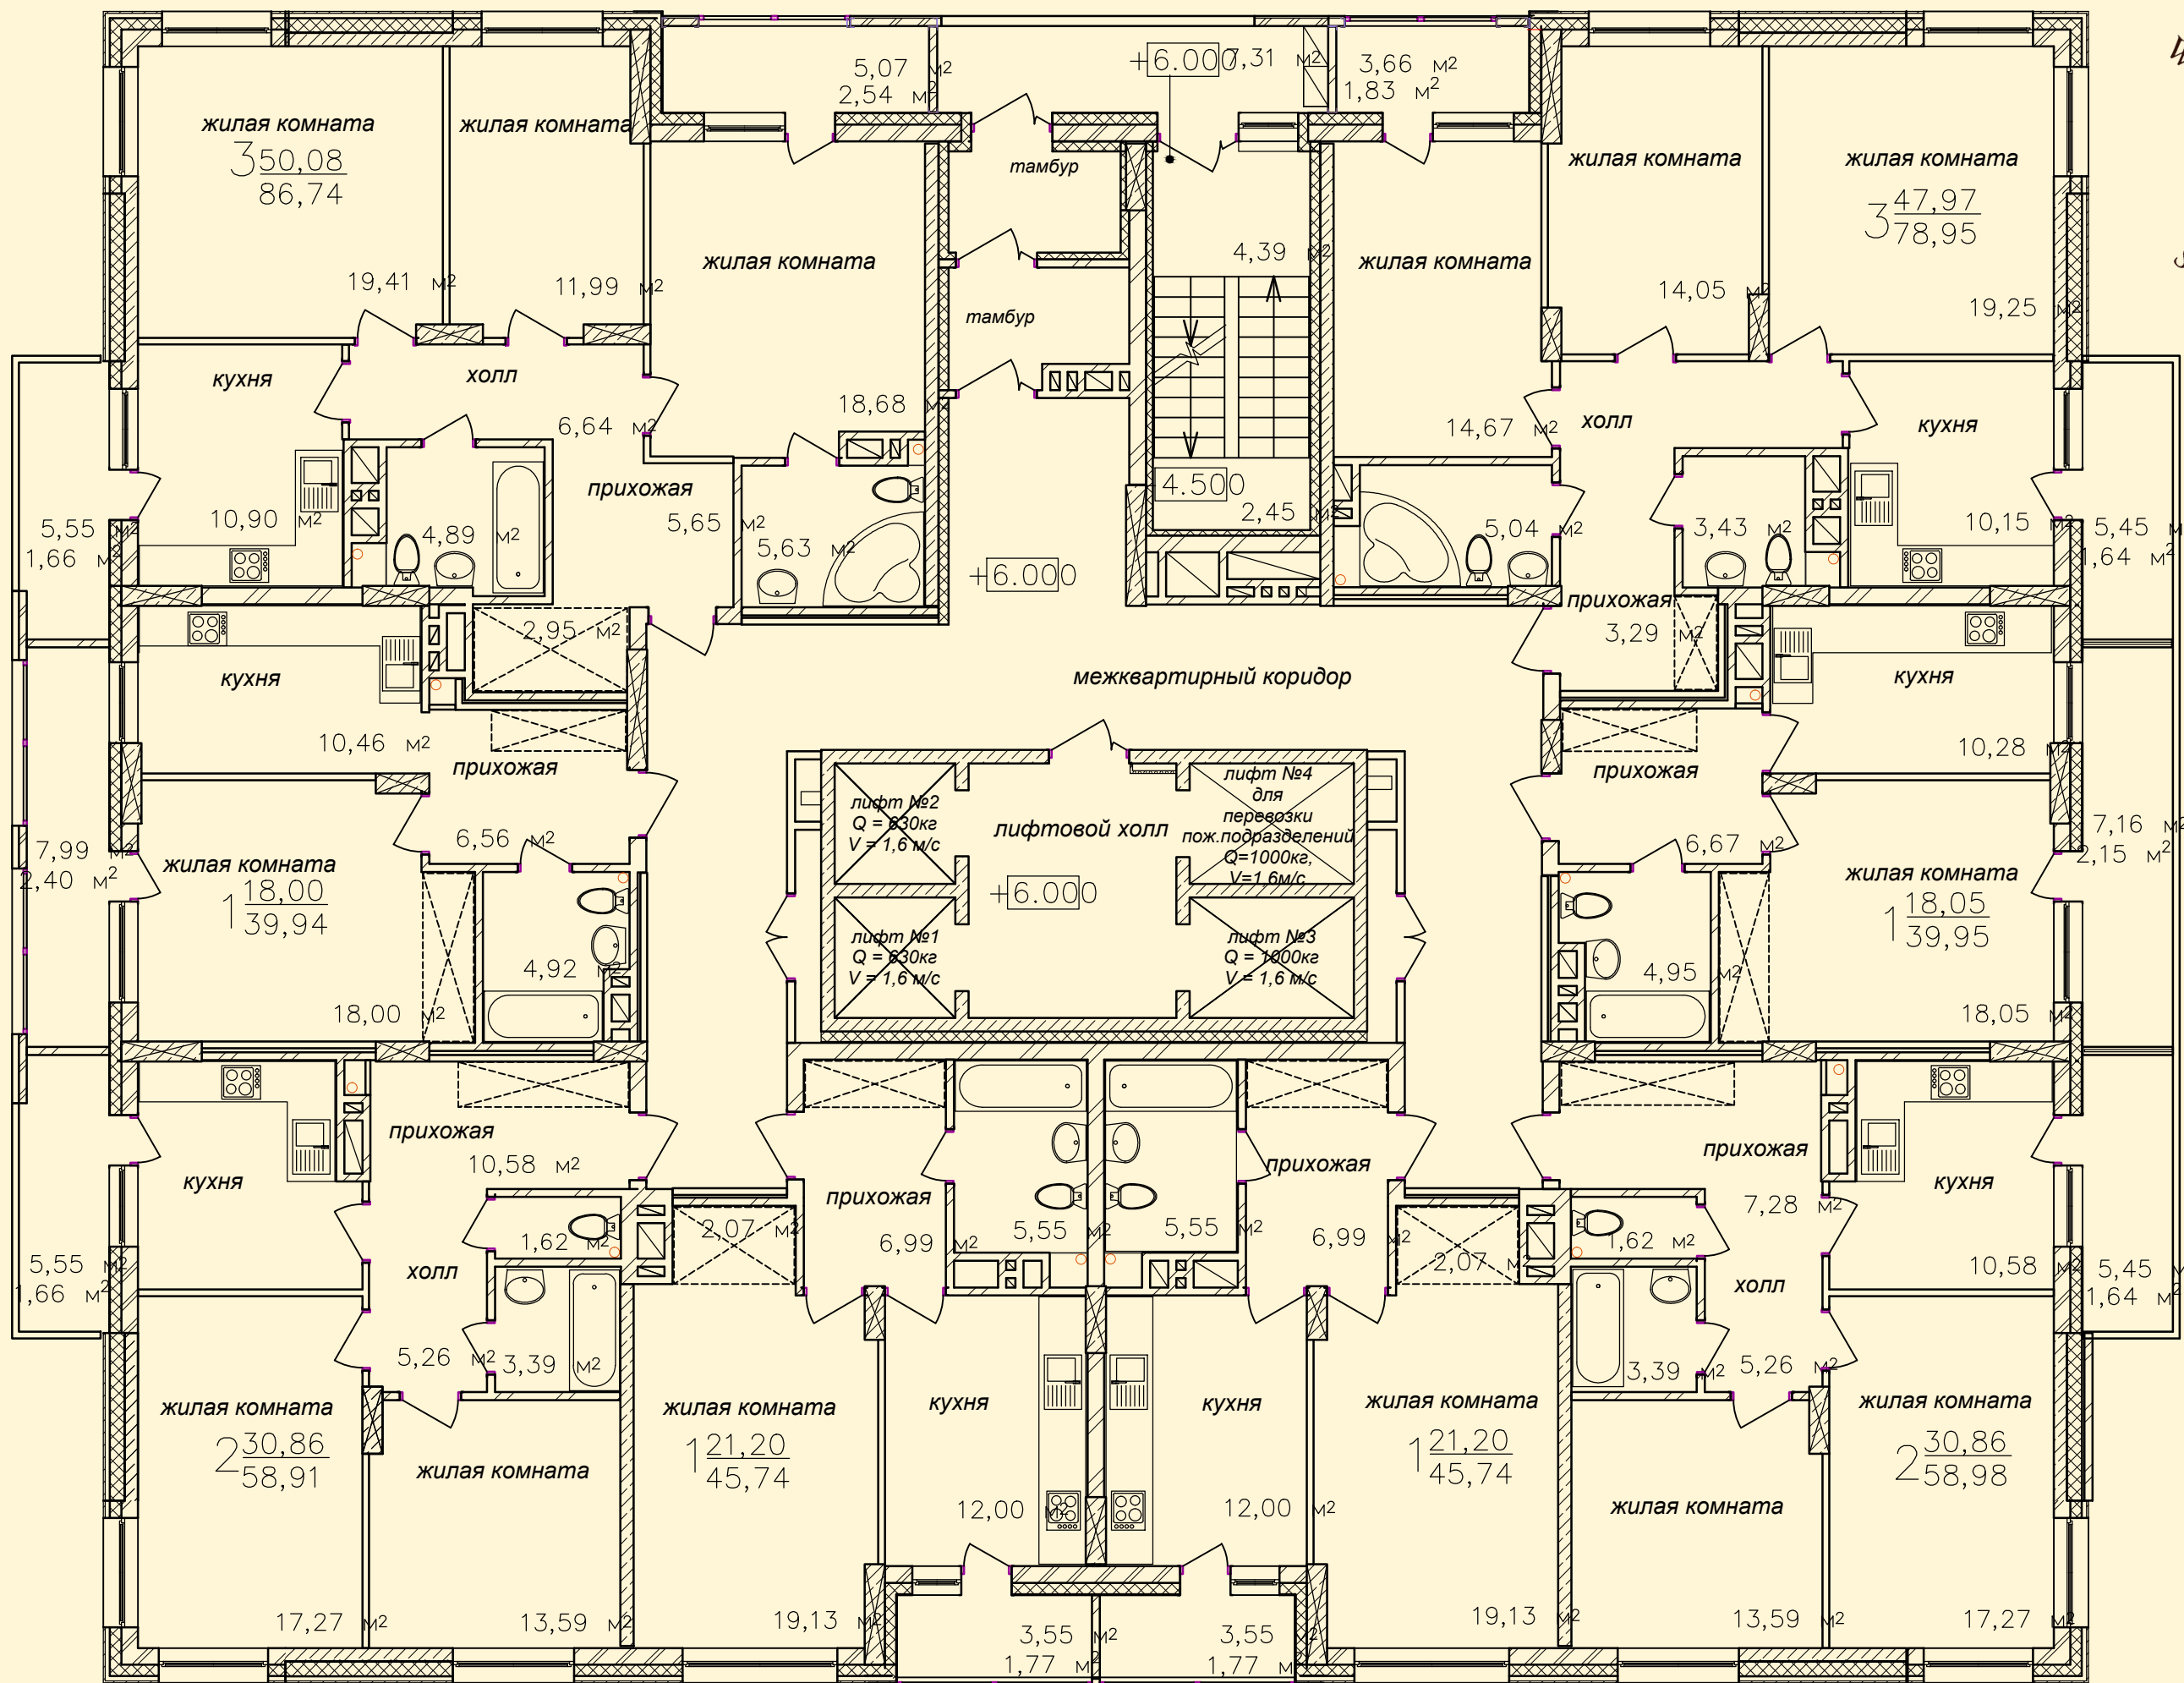 5,07 м2
2,54 м2
+6.000
7,31 м2
3,66 м2
1,83 м2
жилая комната
3 50,08
86,74
19,41 м2
жилая комната
11,99 м2
жилая комната
18,68 м2
тамбур
тамбур
4,39 м2
4.500
2,45 м2
жилая комната
14,67 м2
жилая комната
14,05 м2
жилая комната
3 47,97
78,95
19,25 м2
кухня
10,90 м2
5,55 м2
1,66 м2
холл
6,64 м2
4,89 м2
прихожая
5,65 м2
5,63 м2
2,95 м2
+6.000
5,04 м2
холл
3,43 м2
кухня
10,15 м2
5,45 м2
1,64 м2
прихожая
3,29 м2
межквартирный коридор
кухня
10,46 м2
прихожая
6,56 м2
жилая комната
1 18,00
39,94
18,00 м2
7,99 м2
2,40 м2
4,92 м2
лифт №2
Q = 630кг
V = 1,6 м/с
лифтовой холл
+6.000
лифт №4
для
перевозки
пож.подразделений
Q=1000кг,
V=1,6м/с
лифт №1
Q = 630кг
V = 1,6 м/с
лифт №3
Q = 1000кг
V = 1,6 м/с
кухня
10,28 м2
прихожая
6,67 м2
жилая комната
1 18,05
39,95
18,05 м2
7,16 м2
2,15 м2
4,95 м2
кухня
5,55 м2
1,66 м2
прихожая
10,58 м2
1,62 м2
холл
5,26 м2
3,39 м2
2,07 м2
прихожая
6,99 м2
5,55 м2
5,55 м2
прихожая
6,99 м2
2,07 м2
1,62 м2
прихожая
7,28 м2
холл
5,26 м2
3,39 м2
кухня
10,58 м2
5,45 м
1,64 м2
жилая комната
2 30,86
58,91
17,27 м2
жилая комната
13,59 м2
жилая комната
1 21,20
45,74
19,13 м2
кухня
12,00 м2
кухня
12,00 м2
жилая комната
1 21,20
45,74
19,13 м2
жилая комната
13,59 м2
жилая комната
2 30,86
58,98
17,27 м2
3,55 м2
1,77 м2
3,55 м2
1,77 м